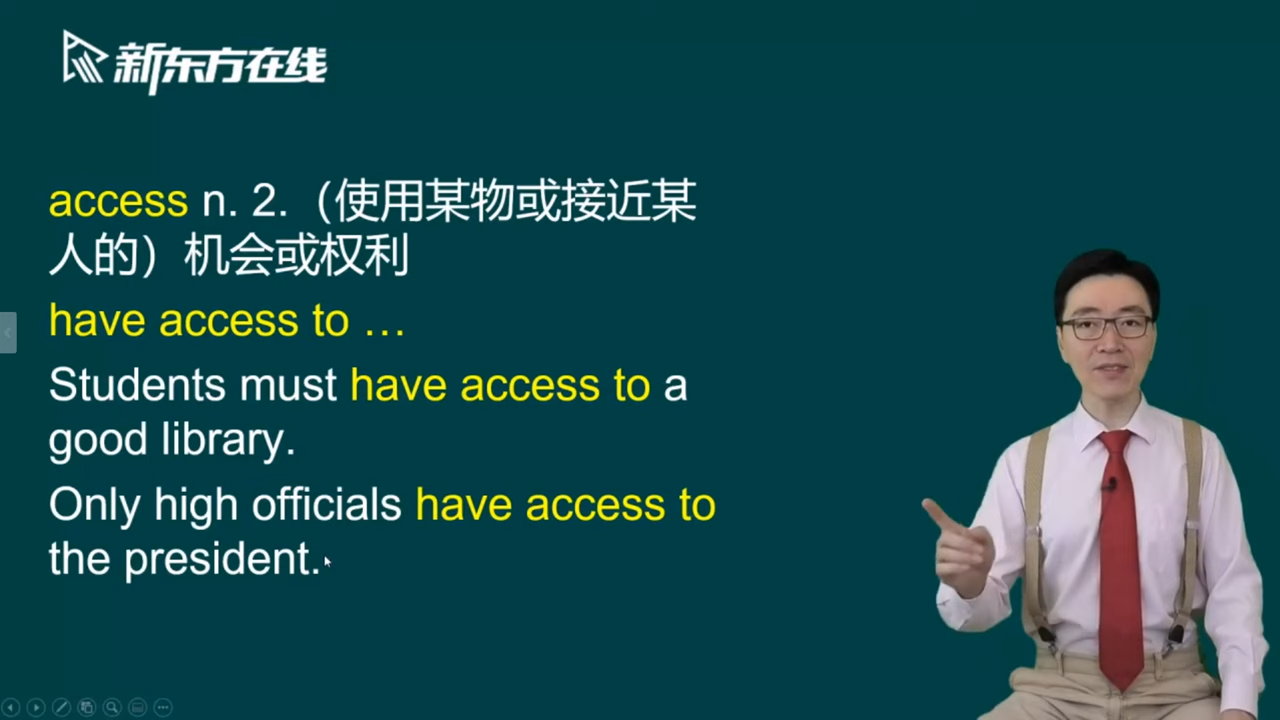 新东方在线
access n. 2.（使用某物或接近某
人的）机会或权利
have access to …
Students must have access to a
good library.
Only high officials have access to
the president.